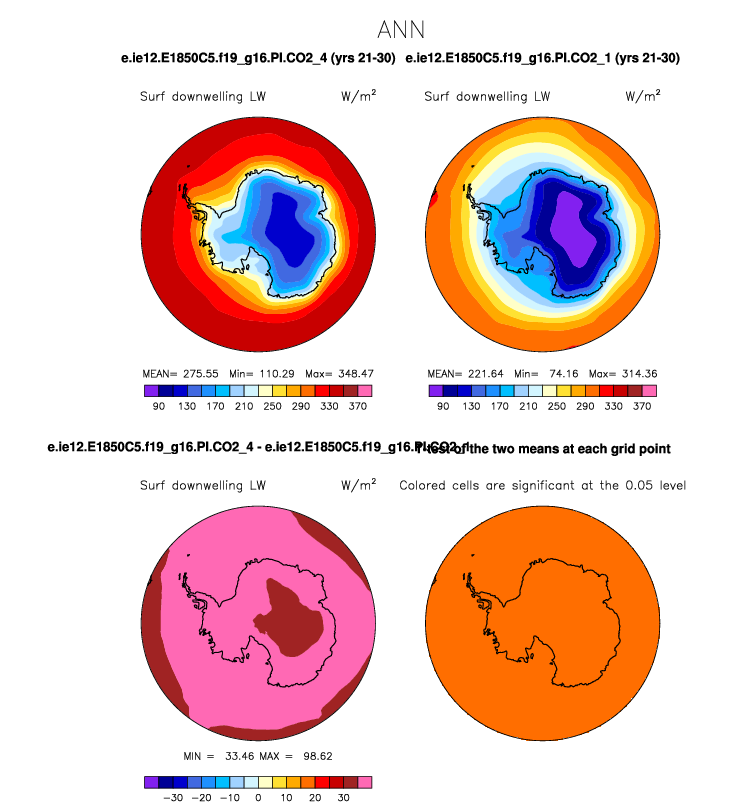 ANN
e.ie12.E1850C5.f19_g16.PI.CO2_4 (yrs 21-30) e.ie12.E1850C5.f19_g16.PI.CO2_1 (yrs 21-30)
Surf downwelling LW W/m² Surf downwelling LW W/m²
MEAN= 275.55 Min= 110.29 Max= 348.47 MEAN= 221.64 Min= 74.16 Max= 314.36
90 130 170 210 250 290 330 370 90 130 170 210 250 290 330 370
e.ie12.E1850C5.f19_g16.PI.CO2_4 - e.ie12.E1850C5.f19_g16.PI.CO2_1 T-test of the two means at each grid point
Surf downwelling LW W/m² Colored cells are significant at the 0.05 level
MIN = 33.46 MAX = 98.62
−30 −20 −10 0 10 20 30